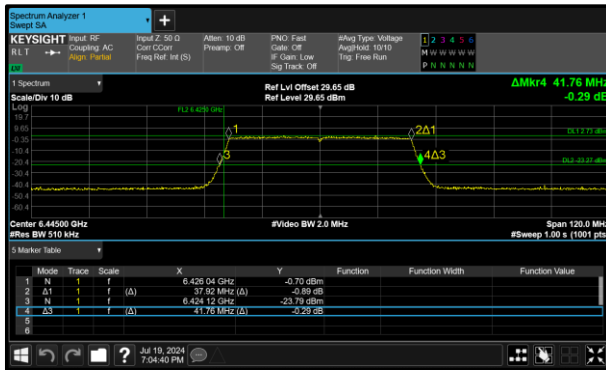 Spectrum Analyzer 1
Swept SA
KEYSIGHT Input: RF Input Z: 50 Ω Atten: 10 dB PNO: Fast #Avg Type: Voltage 1 2 3 4 5 6
RLT Coupling: AC Corr CCorr Preamp: Off Gate: Off Avg|Hold: 10/10 M W W W W W
Align: Partial Freq Ref: Int (S) IF Gain: Low Trig: Free Run P N N N N N
Sig Track: Off
LW
1 Spectrum Ref Lvl Offset 29.65 dB ΔMkr4 41.76 MHz
Scale/Div 10 dB Ref Level 29.65 dBm -0.29 dB
Log
FL2 6.4250 GHz
19.7
9.65 1 2Δ1 DL1 2.73 dBm
-0.35
-10.4 3 4Δ3
-20.4 DL2 -23.27 dBm
-30.4
-40.4
-50.4
-60.4
Center 6.44500 GHz #Video BW 2.0 MHz Span 120.0 MHz
#Res BW 510 kHz #Sweep 1.00 s (1001 pts)
5 Marker Table
Mode Trace Scale X Y Function Function Width Function Value
1 N 1 f 6.426 04 GHz -0.70 dBm
2 Δ1 1 f (Δ) 37.92 MHz (Δ) -0.89 dB
3 N 1 f 6.424 12 GHz -23.79 dBm
4 Δ3 1 f (Δ) 41.76 MHz (Δ) -0.29 dB
5
6
? Jul 19, 2024
7:04:40 PM